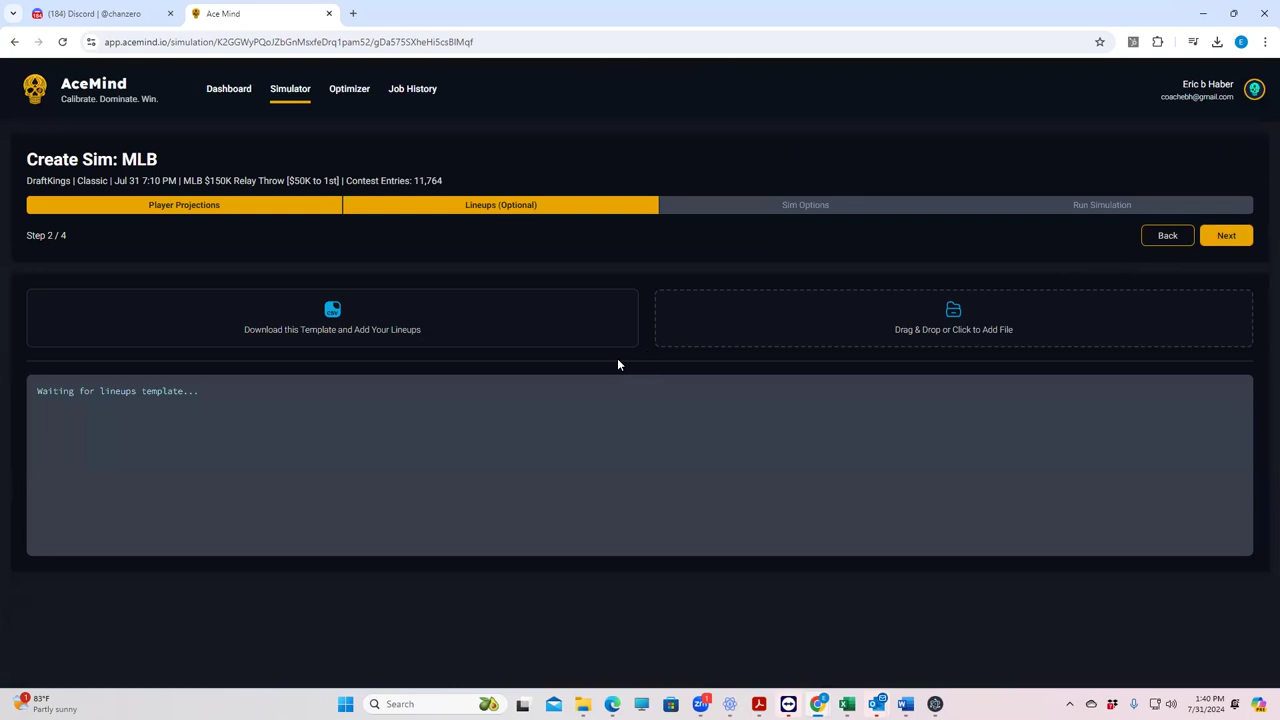 (184) Discord | @chanzero
Ace Mind
app.acemind.io/simulation/K2GGWyPQoJZbGnMsxfeDrq1pam52/gDa575SXheHi5csBlMqf
AceMind
Calibrate. Dominate. Win.
Dashboard
Simulator
Optimizer
Job History
Eric b Haber
coachebh@gmail.com
Create Sim: MLB
DraftKings | Classic | Jul 31 7:10 PM | MLB $150K Relay Throw [$50K to 1st] | Contest Entries: 11,764
Player Projections
Lineups (Optional)
Sim Options
Run Simulation
Step 2 / 4
Back
Next
CSV
Download this Template and Add Your Lineups
Drag & Drop or Click to Add File
Waiting for lineups template...
83°F
Partly sunny
Search
1:40 PM
7/31/2024